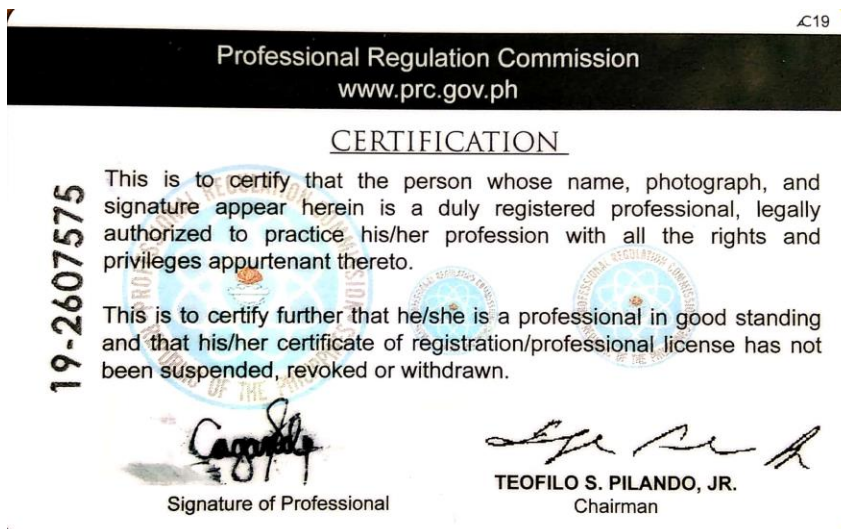 C19
Professional Regulation Commission
www.prc.gov.ph
CERTIFICATION
This is to certify that the person whose name, photograph, and
signature appear herein is a duly registered professional, legally
authorized to practice his/her profession with all the rights and
privileges appurtenant thereto.
This is to certify further that he/she is a professional in good standing
and that his/her certificate of registration/professional license has not
been suspended, revoked or withdrawn.
19-2607575
Signature of Professional
TEOFILO S. PILANDO, JR.
Chairman